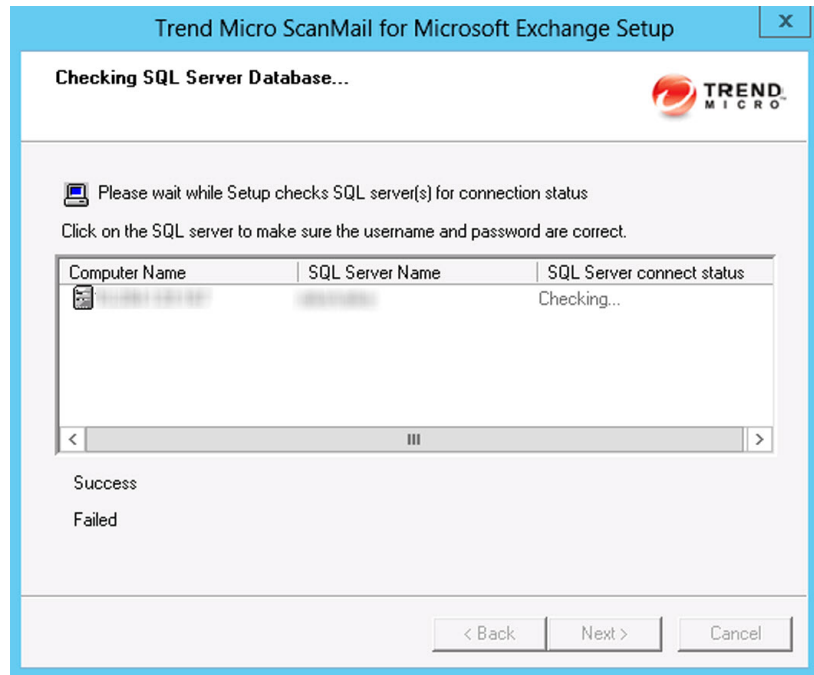 Trend Micro ScanMail for Microsoft Exchange Setup x
Checking SQL Server Database...
TREND
MICRO™
Please wait while Setup checks SQL server(s) for connection status
Click on the SQL server to make sure the username and password are correct.
Computer Name SQL Server Name SQL Server connect status
Checking...
Success
Failed
< Back Next > Cancel